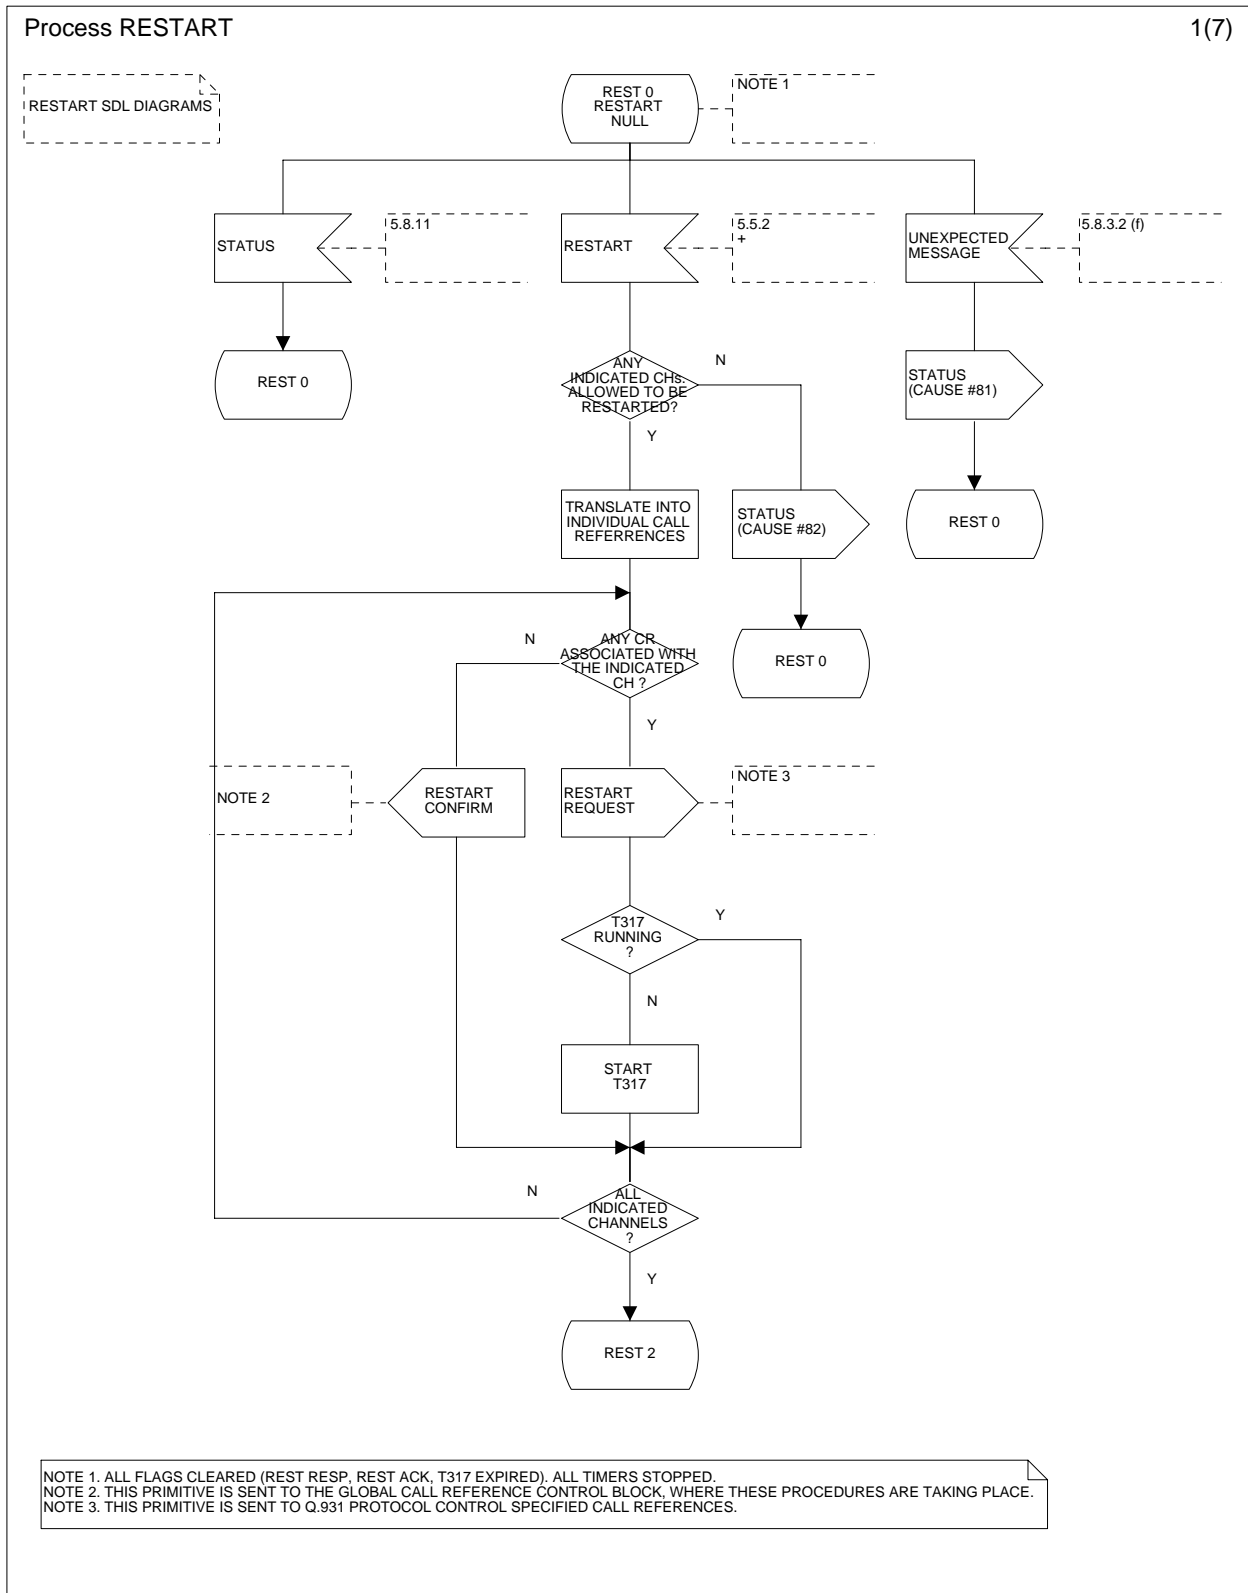 Process RESTART
1(7)
RESTART SDL DIAGRAMS
REST 0
RESTART
NULL
NOTE 1
STATUS
5.8.11
RESTART
5.5.2
+
UNEXPECTED
MESSAGE
5.8.3.2 (f)
REST 0
ANY
INDICATED CHs.
ALLOWED TO BE
RESTARTED?
N
Y
STATUS
(CAUSE #81)
TRANSLATE INTO
INDIVIDUAL CALL
REFERRENCES
STATUS
(CAUSE #82)
REST 0
N
ANY CR
ASSOCIATED WITH
THE INDICATED
CH ?
Y
REST 0
NOTE 2
RESTART
CONFIRM
RESTART
REQUEST
NOTE 3
T317
RUNNING
?
Y
N
START
T317
N
ALL
INDICATED
CHANNELS
?
Y
REST 2
NOTE 1. ALL FLAGS CLEARED (REST RESP, REST ACK, T317 EXPIRED). ALL TIMERS STOPPED.
NOTE 2. THIS PRIMITIVE IS SENT TO THE GLOBAL CALL REFERENCE CONTROL BLOCK, WHERE THESE PROCEDURES ARE TAKING PLACE.
NOTE 3. THIS PRIMITIVE IS SENT TO Q.931 PROTOCOL CONTROL SPECIFIED CALL REFERENCES.